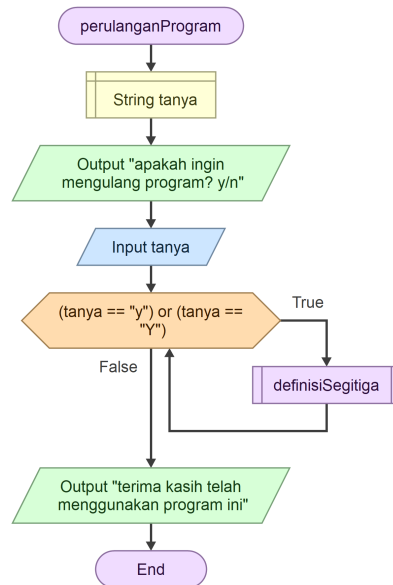 perulanganProgram
String tanya
Output "apakah ingin
mengulang program? y/n"
Input tanya
(tanya == "y") or (tanya ==
"Y")
True
definisiSegitiga
False
Output "terima kasih telah
menggunakan program ini"
End